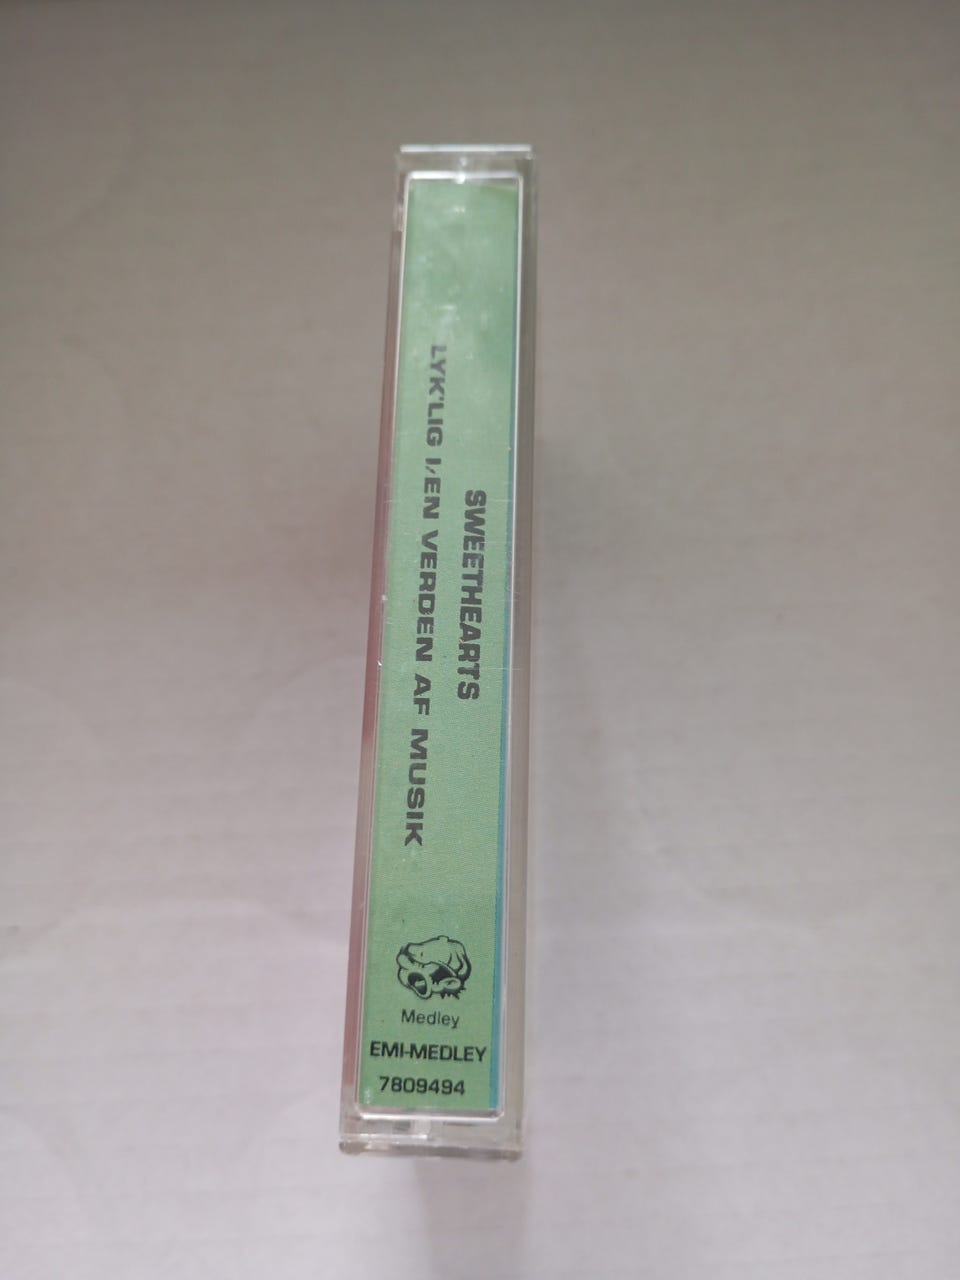 SWEETHEARTS
LYK'LIG I EN VERDEN AF MUSIK
Medley
EMI-MEDLEY
7809494